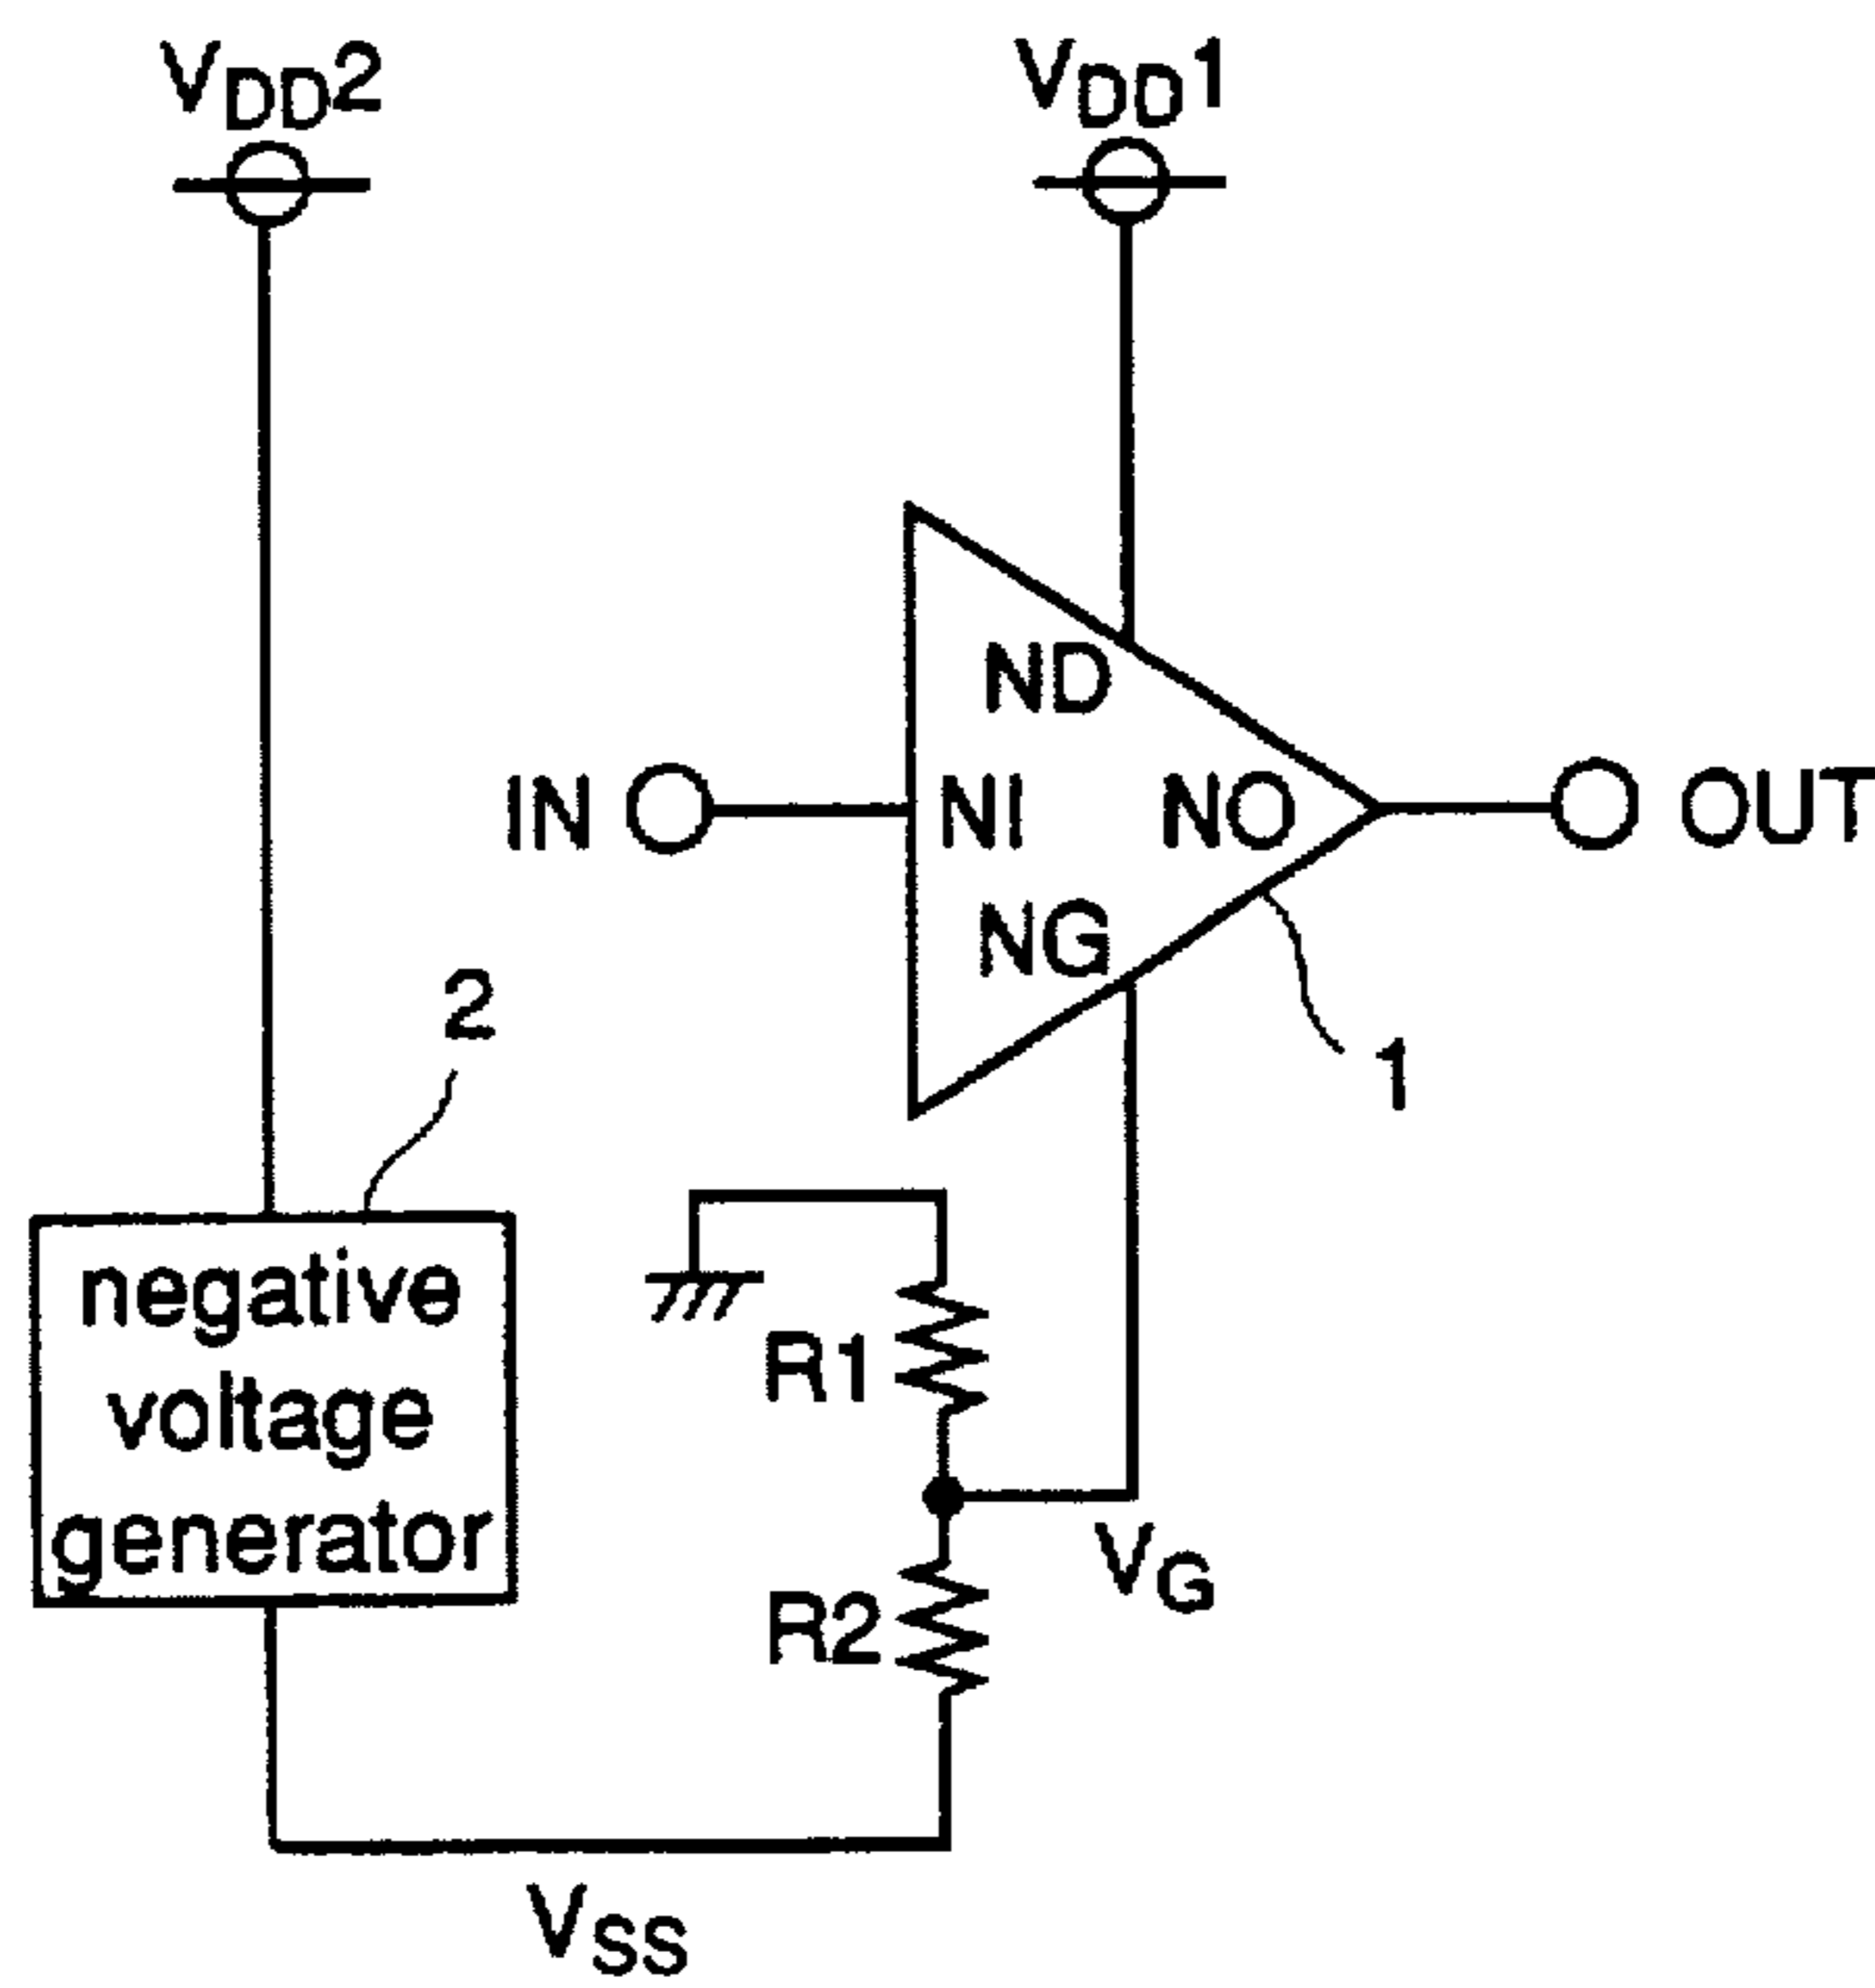 VDD2
VDD1
ND
IN
NI
NO
OUT
NG
2
1
negative
voltage
generator
R1
VG
R2
VSS